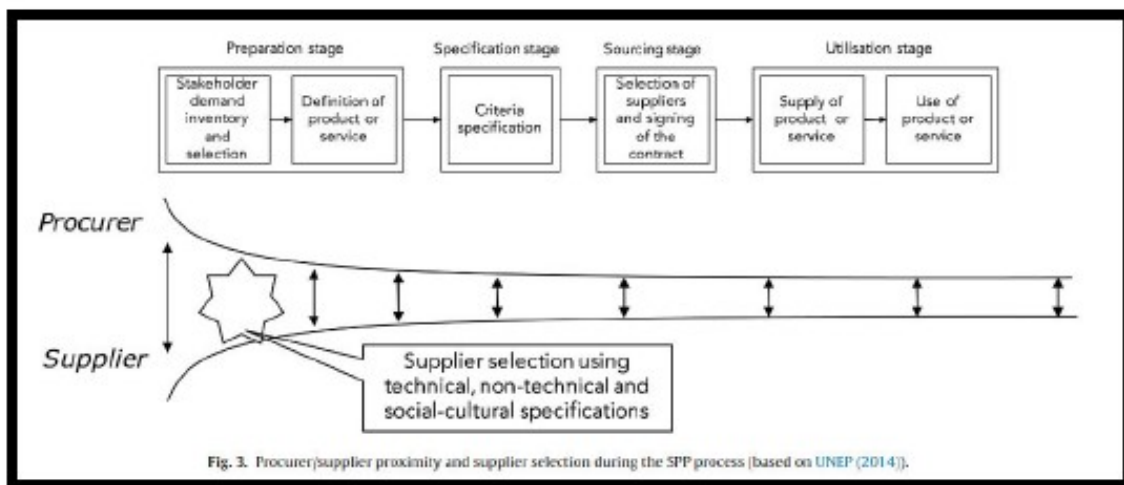 Preparation stage
Specification stage
Sourcing stage
Utilisation stage
Stakeholder
demand
inventory
and
selection
Definition of
product or
service
Criteria
specification
Selection of
suppliers
and signing
of the
contract
Supply of
product or
service
Use of
product or
service
Procurer
Supplier
Supplier selection using
technical, non-technical and
social-cultural specifications
Fig. 3. Procurer/supplier proximity and supplier selection during the SPP process (based on UNEP (2014)).